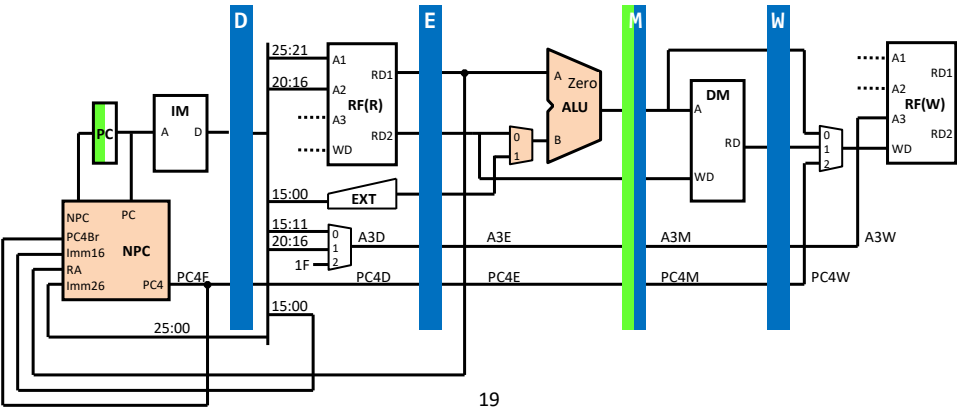 D
E
M
W
25:21
A1
RD1
20:16
A2
RF(R)
A3
RD2
WD
IM
A
D
PC
A
Zero
ALU
B
0
1
DM
A
RD
WD
0
1
2
A1
RD1
A2
RF(W)
A3
RD2
WD
15:00
EXT
NPC
PC
PC4Br
NPC
Imm16
RA
Imm26
PC4
15:11
20:16
1F
0
1
2
A3D
A3E
A3M
A3W
PC4F
PC4D
PC4E
PC4M
PC4W
15:00
25:00
19